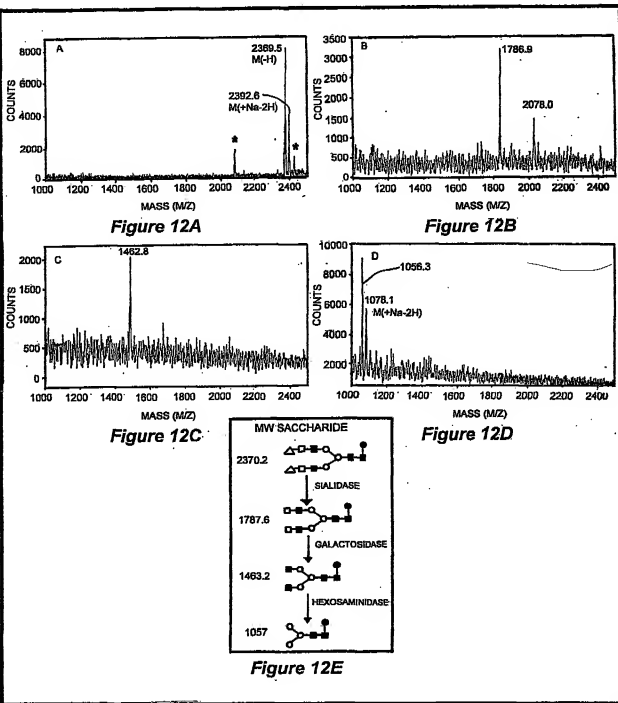 A
8000
6000
4000
2000
0
COUNTS
2369.5
M(-H)
2392.6
M(+Na-2H)
*
*
1000 1200 1400 1600 1800 2000 2200 2400
MASS (M/Z)
Figure 12A
B
3500
3000
2500
2000
1500
1000
500
0
COUNTS
1786.9
2078.0
1000 1200 1400 1600 1800 2000 2200 2400
MASS (M/Z)
Figure 12B
C
2000
1500
1000
500
0
COUNTS
1462.8
1000 1200 1400 1600 1800 2000 2200 2400
MASS (M/Z)
Figure 12C
D
10000
8000
6000
4000
2000
COUNTS
1056.3
1078.1
M(+Na-2H)
1000 1200 1400 1600 1800 2000 2200 2400
MASS (M/Z)
Figure 12D
MW SACCHARIDE
2370.2
SIALIDASE
1787.6
GALACTOSIDASE
1463.2
HEXOSAMINIDASE
1057
Figure 12E